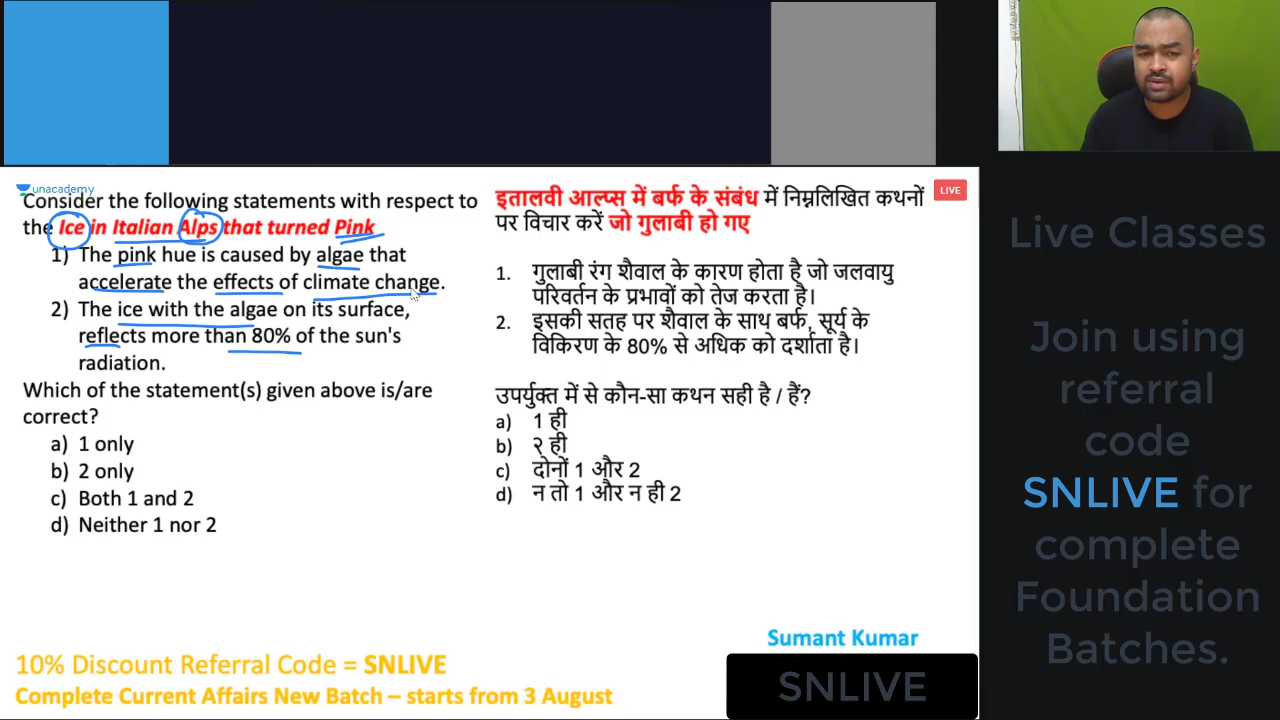 unacademy
Consider the following statements with respect to
the Ice in Italian Alps that turned Pink
1) The pink hue is caused by algae that
accelerate the effects of climate change.
2) The ice with the algae on its surface,
reflects more than 80% of the sun's
radiation.
Which of the statement(s) given above is/are
correct?
a) 1 only
b) 2 only
c) Both 1 and 2
d) Neither 1 nor 2
इतालवी आल्प्स में बर्फ के संबंध में निम्नलिखित कथनों
पर विचार करें जो गुलाबी हो गए
1. गुलाबी रंग शैवाल के कारण होता है जो जलवायु
परिवर्तन के प्रभावों को तेज करता है।
2. इसकी सतह पर शैवाल के साथ बर्फ, सूर्य के
विकिरण के 80% से अधिक को दर्शाता है।
उपर्युक्त में से कौन-सा कथन सही है / हैं?
a) 1 ही
b) २ ही
c) दोनों 1 और 2
d) न तो 1 और न ही 2
LIVE
Sumant Kumar
SNLIVE
10% Discount Referral Code = SNLIVE
Complete Current Affairs New Batch – starts from 3 August
Live Classes
Join using
referral
code
SNLIVE for
complete
Foundation
Batches.